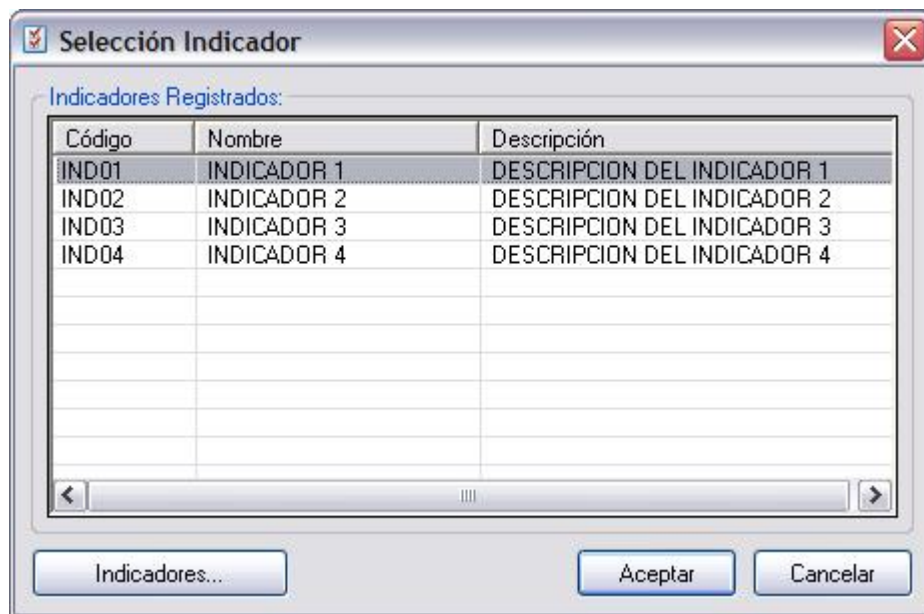 Selección Indicador
Indicadores Registrados:
Código Nombre Descripción
IND01 INDICADOR 1 DESCRIPCION DEL INDICADOR 1
IND02 INDICADOR 2 DESCRIPCION DEL INDICADOR 2
IND03 INDICADOR 3 DESCRIPCION DEL INDICADOR 3
IND04 INDICADOR 4 DESCRIPCION DEL INDICADOR 4
Indicadores... Aceptar Cancelar